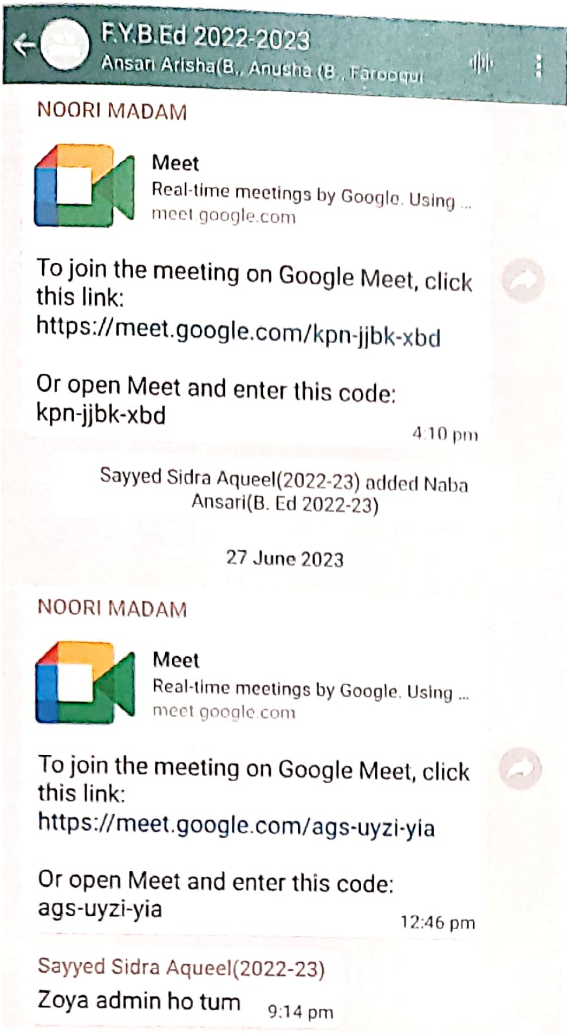 F.Y.B.Ed 2022-2023
Ansari Arisha(B., Anusha (B., Farooqui
NOORI MADAM
Meet
Real-time meetings by Google. Using ...
meet.google.com
To join the meeting on Google Meet, click
this link:
https://meet.google.com/kpn-jjbk-xbd
Or open Meet and enter this code:
kpn-jjbk-xbd
4:10 pm
Sayyed Sidra Aqueel(2022-23) added Naba
Ansari(B. Ed 2022-23)
27 June 2023
NOORI MADAM
Meet
Real-time meetings by Google. Using ...
meet.google.com
To join the meeting on Google Meet, click
this link:
https://meet.google.com/ags-uyzi-yia
Or open Meet and enter this code:
ags-uyzi-yia
12:46 pm
Sayyed Sidra Aqueel(2022-23)
Zoya admin ho tum
9:14 pm